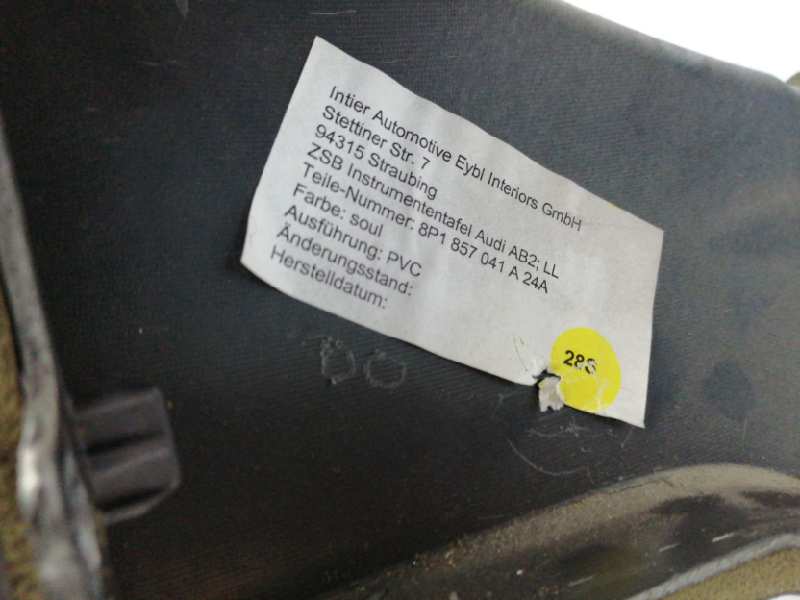 Intier Automotive Eybl Interiors GmbH
Stettiner Str. 7
94315 Straubing
ZSB Instrumententafel Audi AB2; LL
Teile-Nummer: 8P1 857 041 A 24A
Farbe: soul
Ausführung: PVC
Änderungsstand:
Herstelldatum: